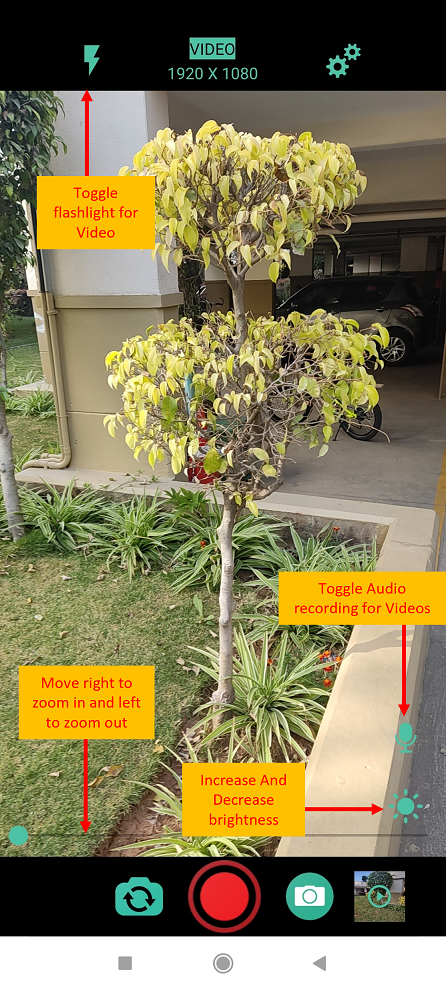 VIDEO
1920 X 1080
Toggle
flashlight for
Video
Toggle Audio
recording for Videos
Move right to
zoom in and left
to zoom out
Increase And
Decrease
brightness